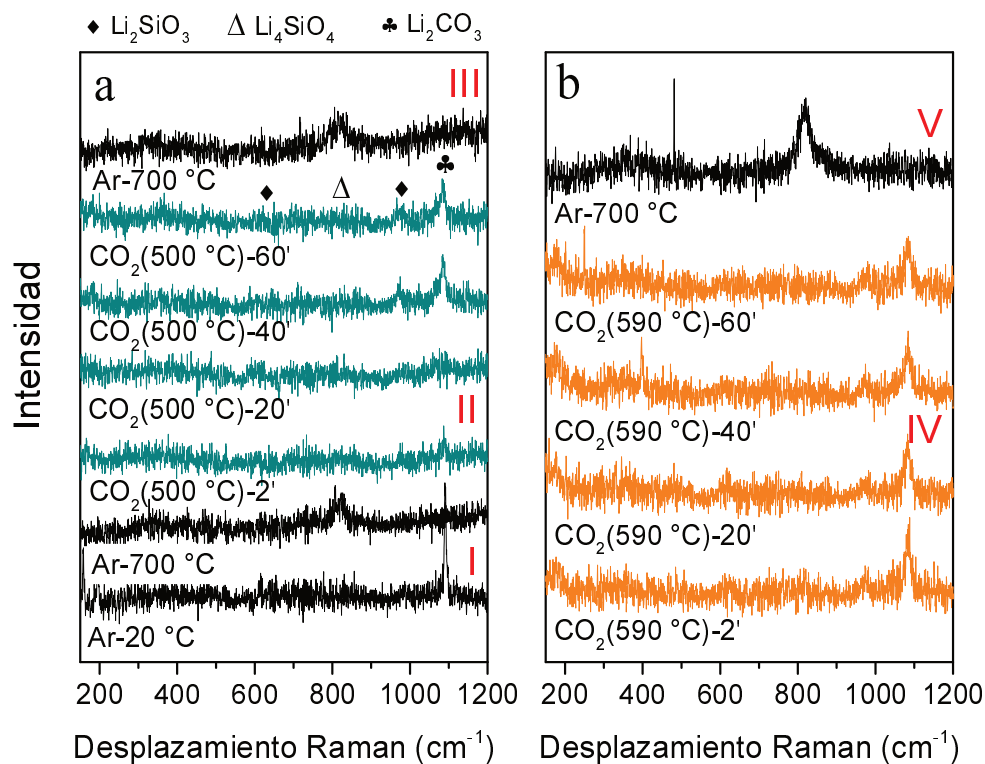 ♦ Li₂SiO₃ Δ Li₄SiO₄ ♣ Li₂CO₃
Intensidad
a
III
Ar-700 °C
♦ Δ ♦ ♣
CO₂(500 °C)-60'
CO₂(500 °C)-40'
CO₂(500 °C)-20'
II
CO₂(500 °C)-2'
Ar-700 °C
I
Ar-20 °C
200 400 600 800 1000 1200
Desplazamiento Raman (cm⁻¹)
b
V
Ar-700 °C
CO₂(590 °C)-60'
CO₂(590 °C)-40'
IV
CO₂(590 °C)-20'
CO₂(590 °C)-2'
200 400 600 800 1000 1200
Desplazamiento Raman (cm⁻¹)